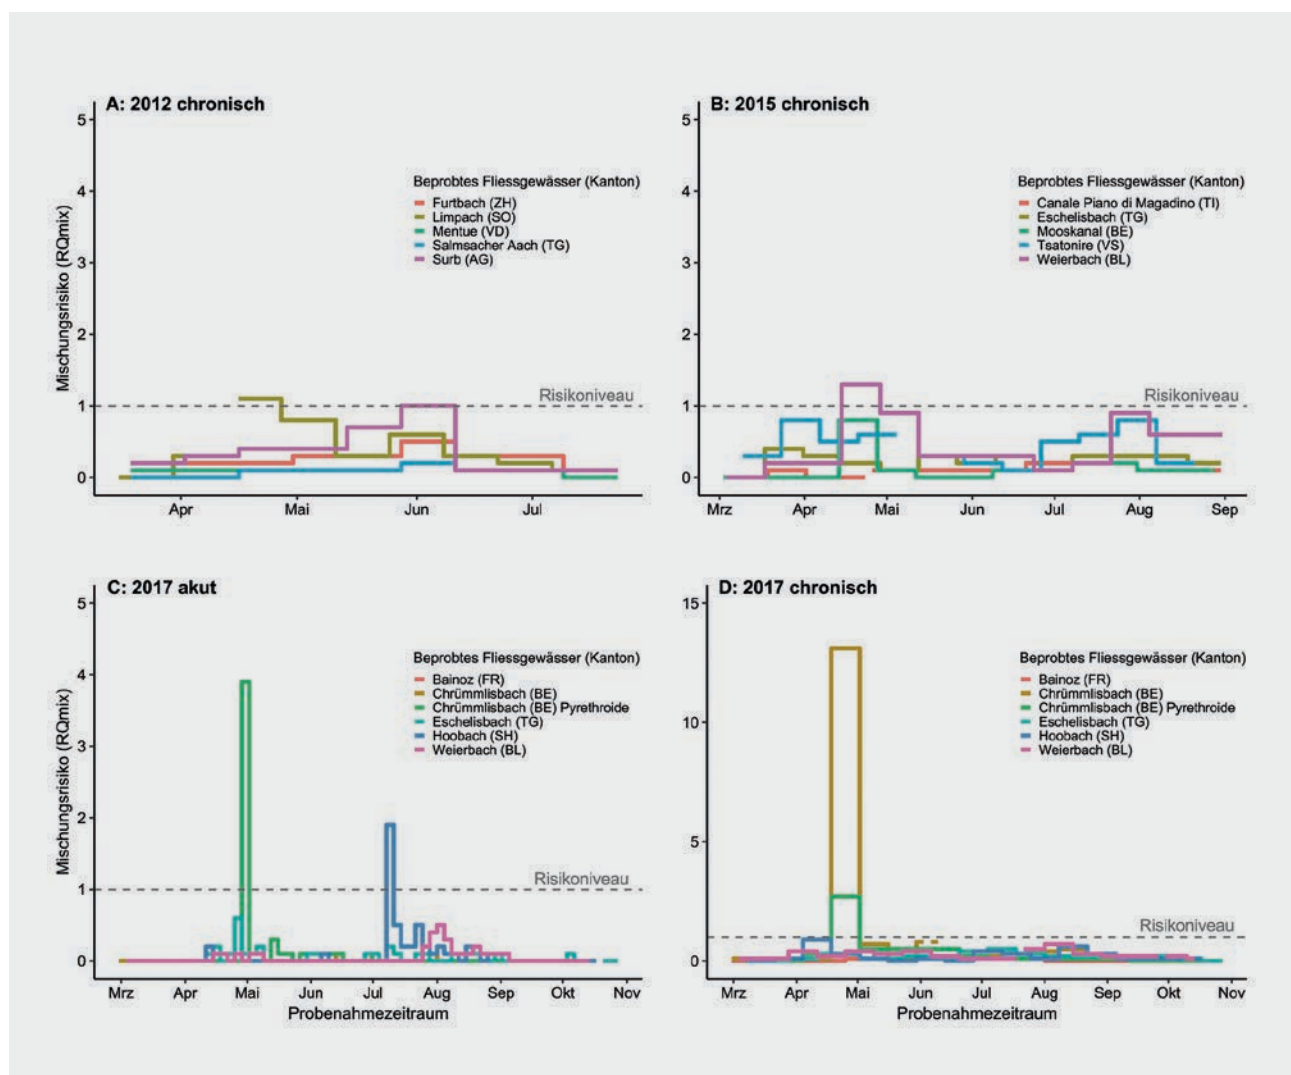 A: 2012 chronisch
Mischungsrisiko (RQmix)
5
4
3
2
1
0
Beprobtes Fliessgewässer (Kanton)
Furtbach (ZH)
Limpach (SO)
Mentue (VD)
Salmsacher Aach (TG)
Surb (AG)
Risikoniveau
Apr Mai Jun Jul
B: 2015 chronisch
5
4
3
2
1
0
Beprobtes Fliessgewässer (Kanton)
Canale Piano di Magadino (TI)
Eschelisbach (TG)
Mooskanal (BE)
Tsatonire (VS)
Weierbach (BL)
Risikoniveau
Mrz Apr Mai Jun Jul Aug Sep
C: 2017 akut
Mischungsrisiko (RQmix)
5
4
3
2
1
0
Beprobtes Fliessgewässer (Kanton)
Bainoz (FR)
Chrümmlisbach (BE)
Chrümmlisbach (BE) Pyrethroide
Eschelisbach (TG)
Hoobach (SH)
Weierbach (BL)
Risikoniveau
Mrz Apr Mai Jun Jul Aug Sep Okt Nov
Probenahmezeitraum
D: 2017 chronisch
15
10
5
0
Beprobtes Fliessgewässer (Kanton)
Bainoz (FR)
Chrümmlisbach (BE)
Chrümmlisbach (BE) Pyrethroide
Eschelisbach (TG)
Hoobach (SH)
Weierbach (BL)
Risikoniveau
Mrz Apr Mai Jun Jul Aug Sep Okt Nov
Probenahmezeitraum